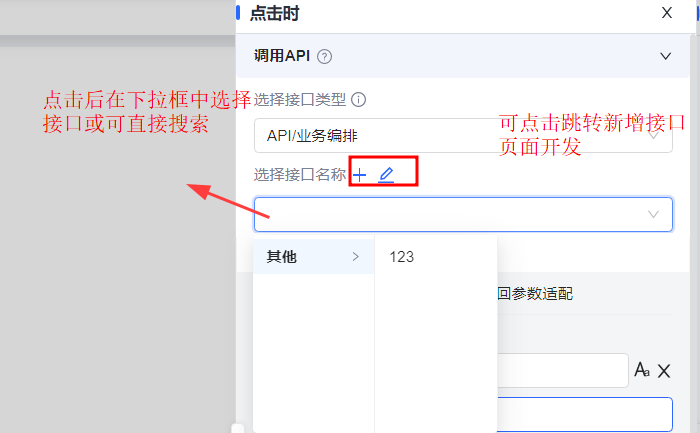 点击时
调用API
点击后在下拉框中选择
接口或可直接搜索
选择接口类型
API/业务编排
可点击跳转新增接口
页面开发
选择接口名称
其他
123
回参数适配